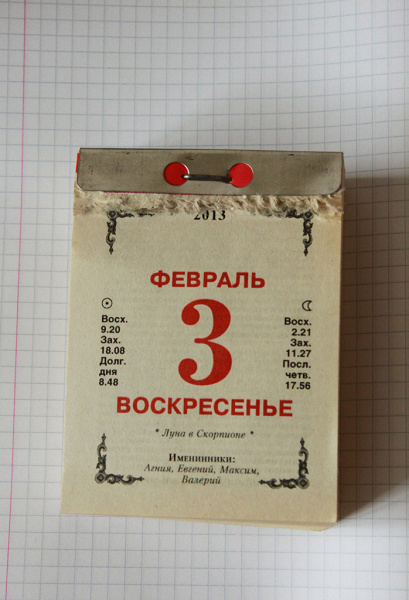 2013
ФЕВРАЛЬ
3
Восх.
9.20
Зах.
18.08
Долг.
дня
8.48
Восх.
2.21
Зах.
11.27
Посл.
четв.
17.56
ВОСКРЕСЕНЬЕ
* Луна в Скорпионе *
Именинники:
Агния, Евгений, Максим,
Валерий